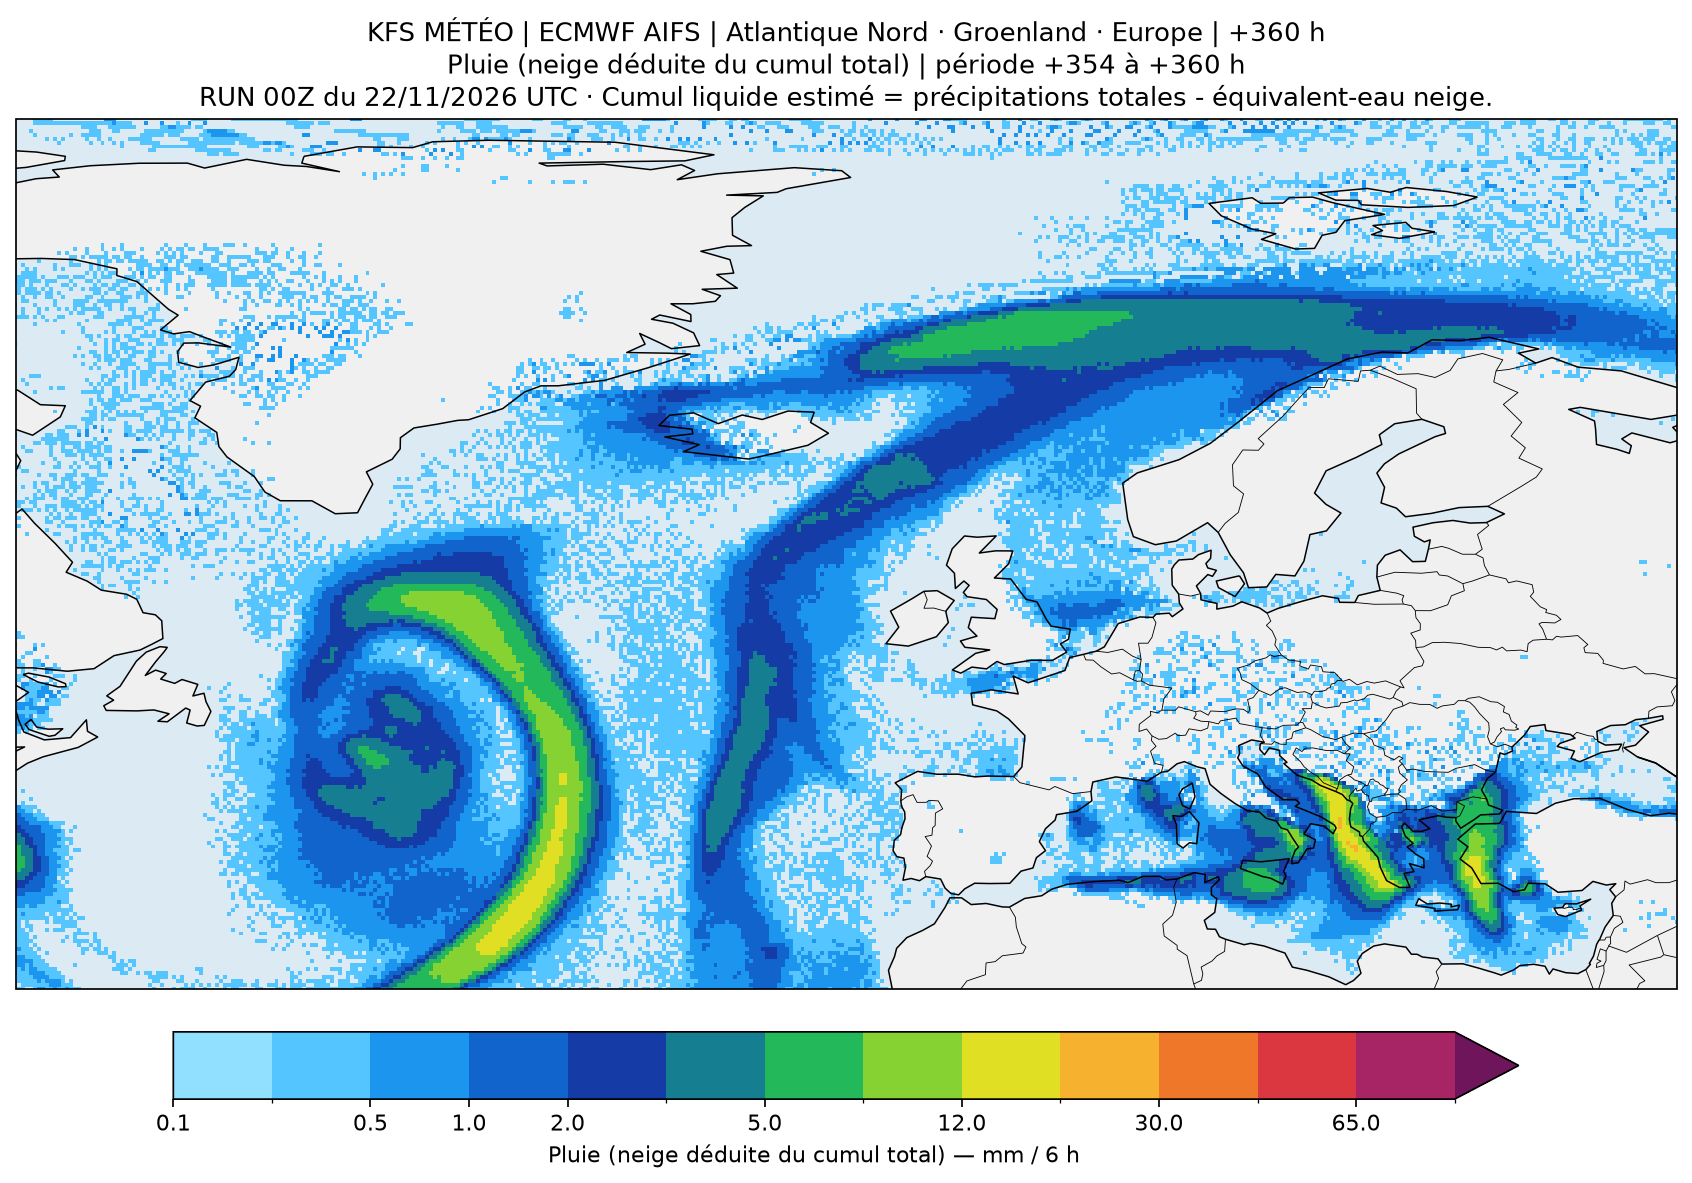 KFS MÉTÉO | ECMWF AIFS | Atlantique Nord · Groenland · Europe | +360 h
Pluie (neige déduite du cumul total) | période +354 à +360 h
RUN 00Z du 22/11/2026 UTC · Cumul liquide estimé = précipitations totales - équivalent-eau neige.
0.1 0.5 1.0 2.0 5.0 12.0 30.0 65.0
Pluie (neige déduite du cumul total) — mm / 6 h